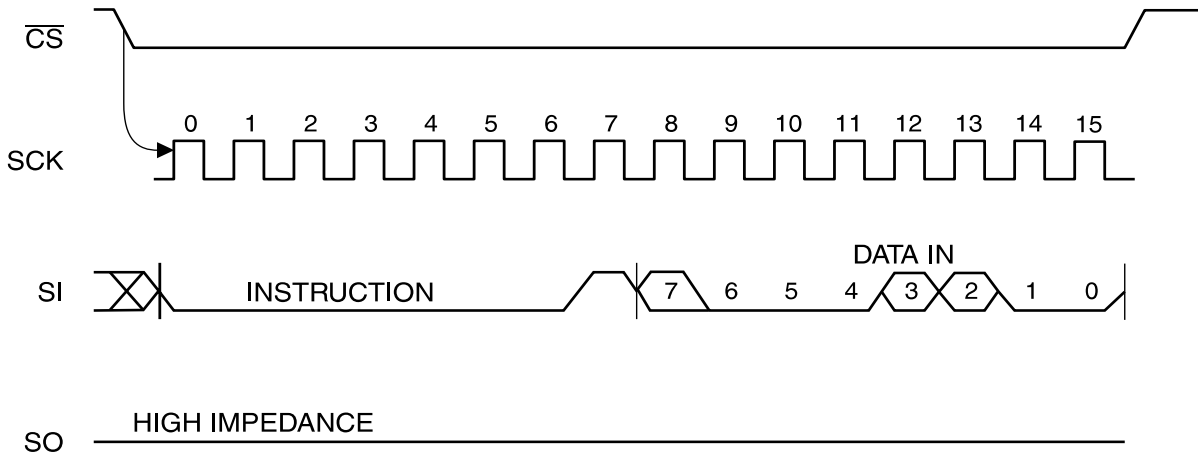 CS
0 1 2 3 4 5 6 7 8 9 10 11 12 13 14 15
SCK
DATA IN
SI INSTRUCTION 7 6 5 4 3 2 1 0
HIGH IMPEDANCE
SO